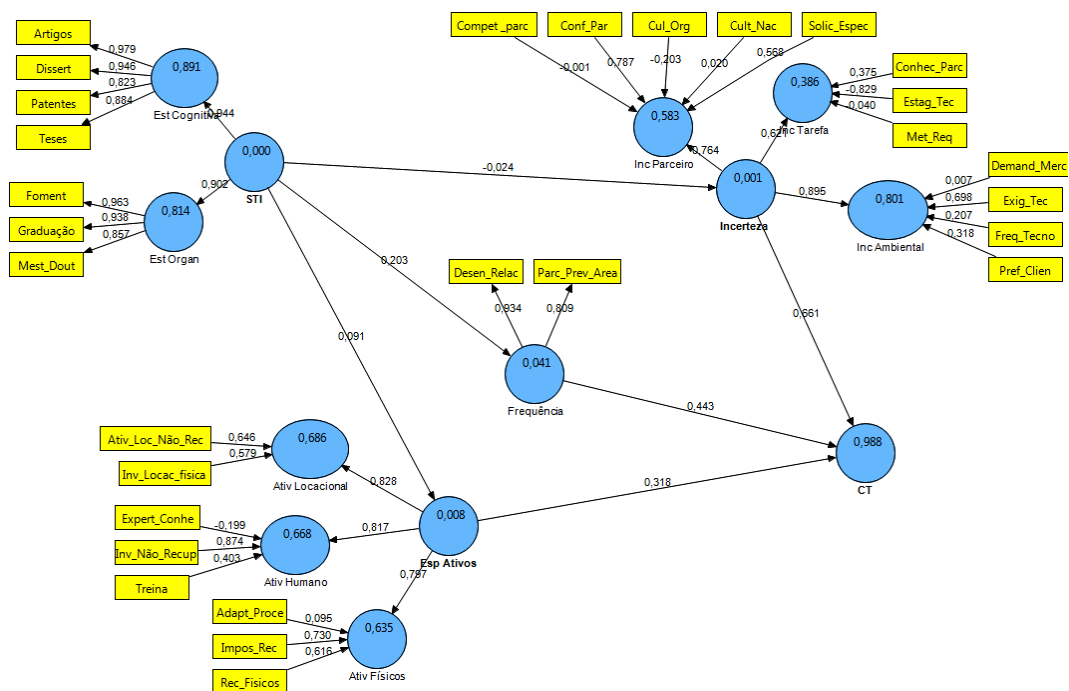 Artigos
Dissert
Patentes
Teses
0,979
0,946
0,823
0,884
0,891
Est Cognitiva
0,944
0,000
STI
0,902
Foment
Graduação
Mest_Dout
0,963
0,938
0,857
0,814
Est Organ
-0,024
0,203
0,091
Compet _parc
Conf_Par
Cul_Org
Cult_Nac
Solic_Espec
-0,001
0,787
-0,203
0,020
0,568
0,583
Inc Parceiro
0,764
0,386
Inc Tarefa
0,621
Conhec_Parc
Estag_Tec
Met_Req
0,375
-0,829
-0,040
0,001
Incerteza
0,895
0,801
Inc Ambiental
Demand_Merc
Exig_Tec
Freq_Tecno
Pref_Clien
0,007
0,698
0,207
0,318
0,661
Desen_Relac
Parc_Prev_Area
0,934
0,809
0,041
Frequência
0,443
0,988
CT
0,318
Ativ_Loc_Não_Rec
Inv_Locac_fisica
0,646
0,579
0,686
Ativ Locacional
0,828
Expert_Conhe
Inv_Não_Recup
Treina
-0,199
0,874
0,403
0,668
Ativ Humano
0,817
0,008
Esp Ativos
0,797
Adapt_Proce
Impos_Rec
Rec_Fisicos
0,095
0,730
0,616
0,635
Ativ Físicos